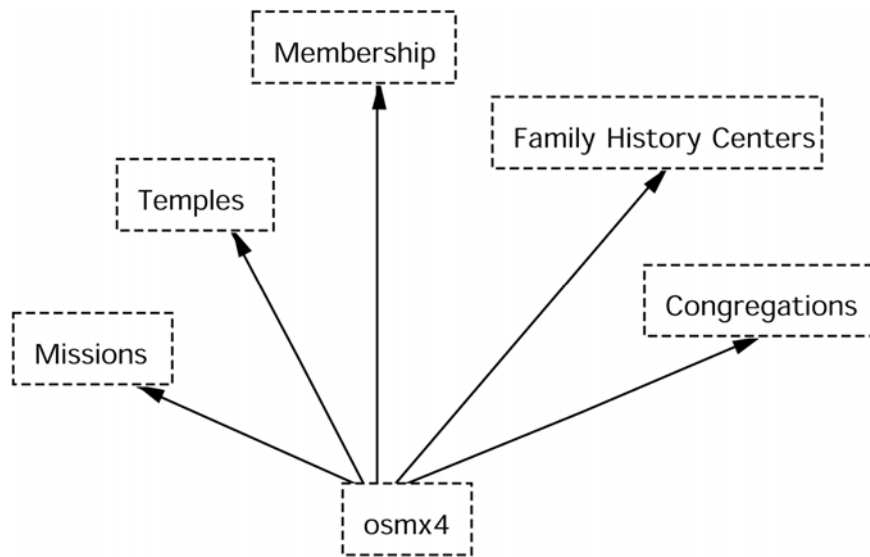 Membership
Family History Centers
Temples
Congregations
Missions
osmx4